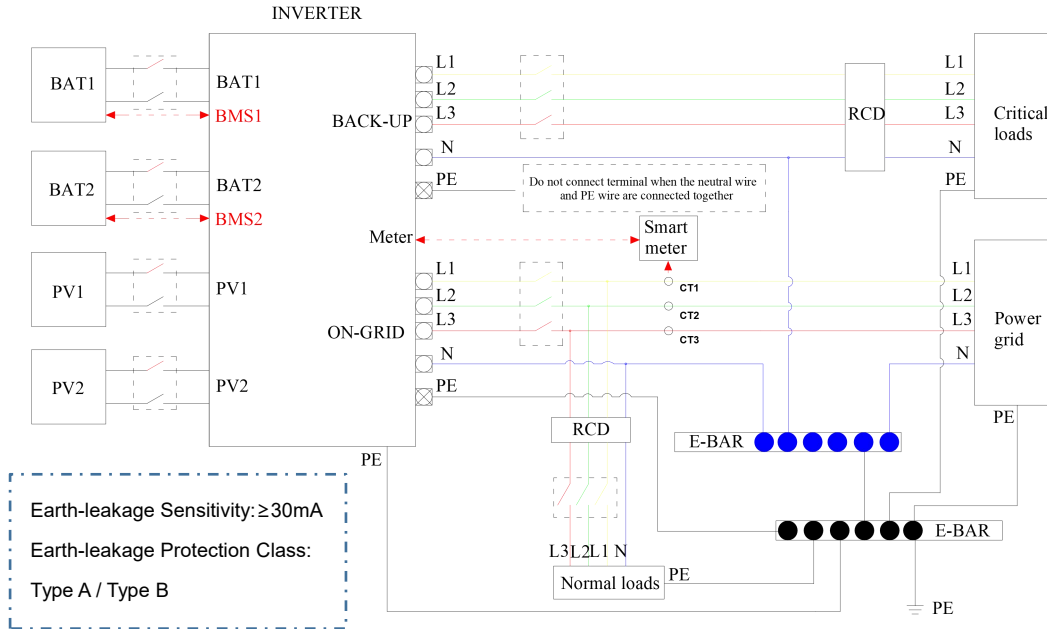 INVERTER
BAT1
BAT1
BMS1
BAT2
BAT2
BMS2
PV1
PV1
PV2
PV2
BACK-UP
L1
L2
L3
N
PE
RCD
L1
L2
L3
N
PE
Critical
loads
Do not connect terminal when the neutral wire
and PE wire are connected together
Meter
Smart
meter
ON-GRID
L1
L2
L3
N
PE
CT1
CT2
CT3
L1
L2
L3
N
Power
grid
PE
RCD
E-BAR
PE
E-BAR
L3
L2
L1
N
Normal loads
PE
PE
Earth-leakage Sensitivity:≥30mA
Earth-leakage Protection Class:
Type A / Type B